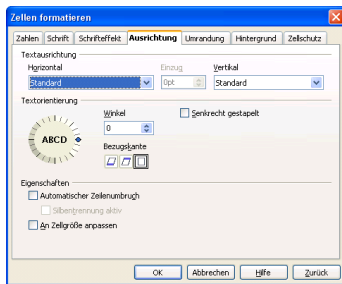 Zellen formatieren
Zahlen Schrift Schrifteffekt Ausrichtung Umrandung Hintergrund Zellschutz
Textausrichtung
Horizontal Einzug Vertikal
Standard 0pt Standard
Textorientierung
Winkel Senkrecht gestapelt
ABCD 0
Bezugskante
Eigenschaften
Automatischer Zeilenumbruch
Silbentrennung aktiv
An Zellgröße anpassen
OK Abbrechen Hilfe Zurück